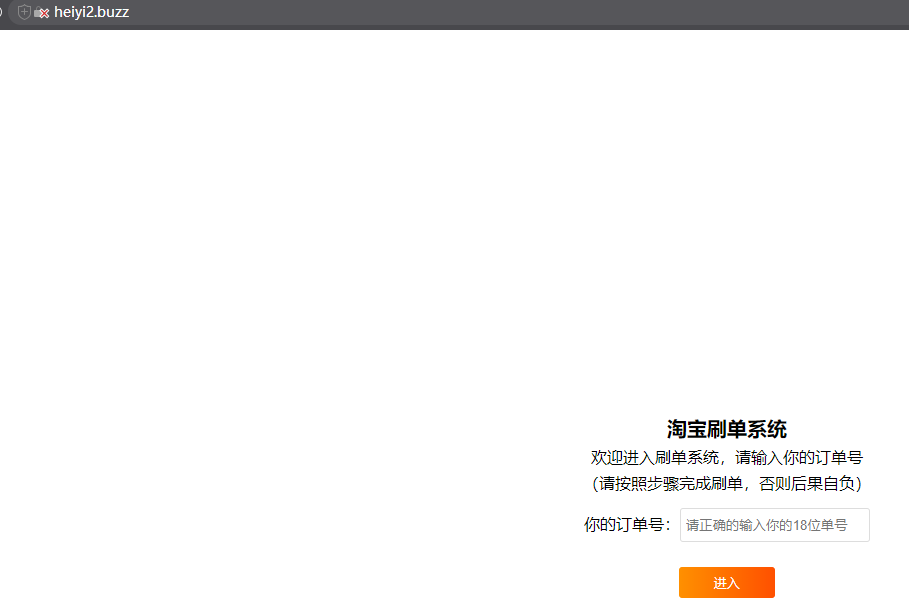 heiyi2.buzz
淘宝刷单系统
欢迎进入刷单系统，请输入你的订单号
（请按照步骤完成刷单，否则后果自负）
你的订单号： 请正确的输入你的18位单号
进入